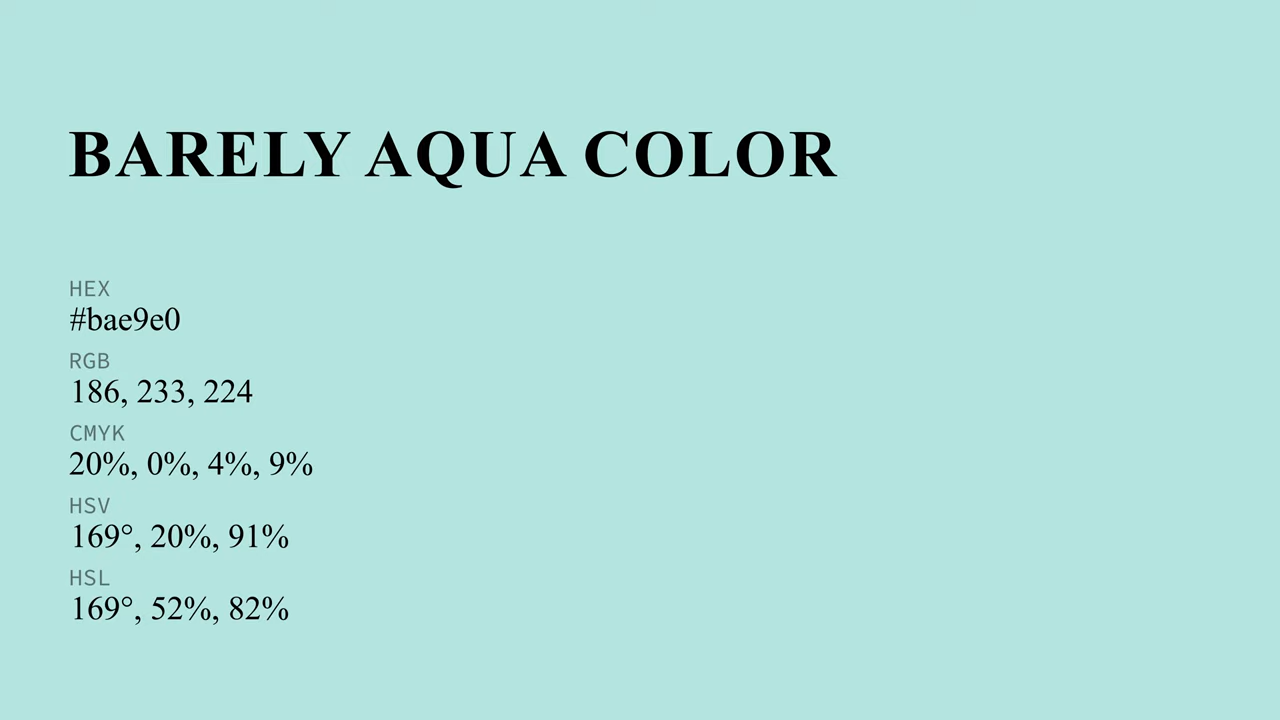 BARELY AQUA COLOR
HEX
#bae9e0
RGB
186, 233, 224
CMYK
20%, 0%, 4%, 9%
HSV
169°, 20%, 91%
HSL
169°, 52%, 82%